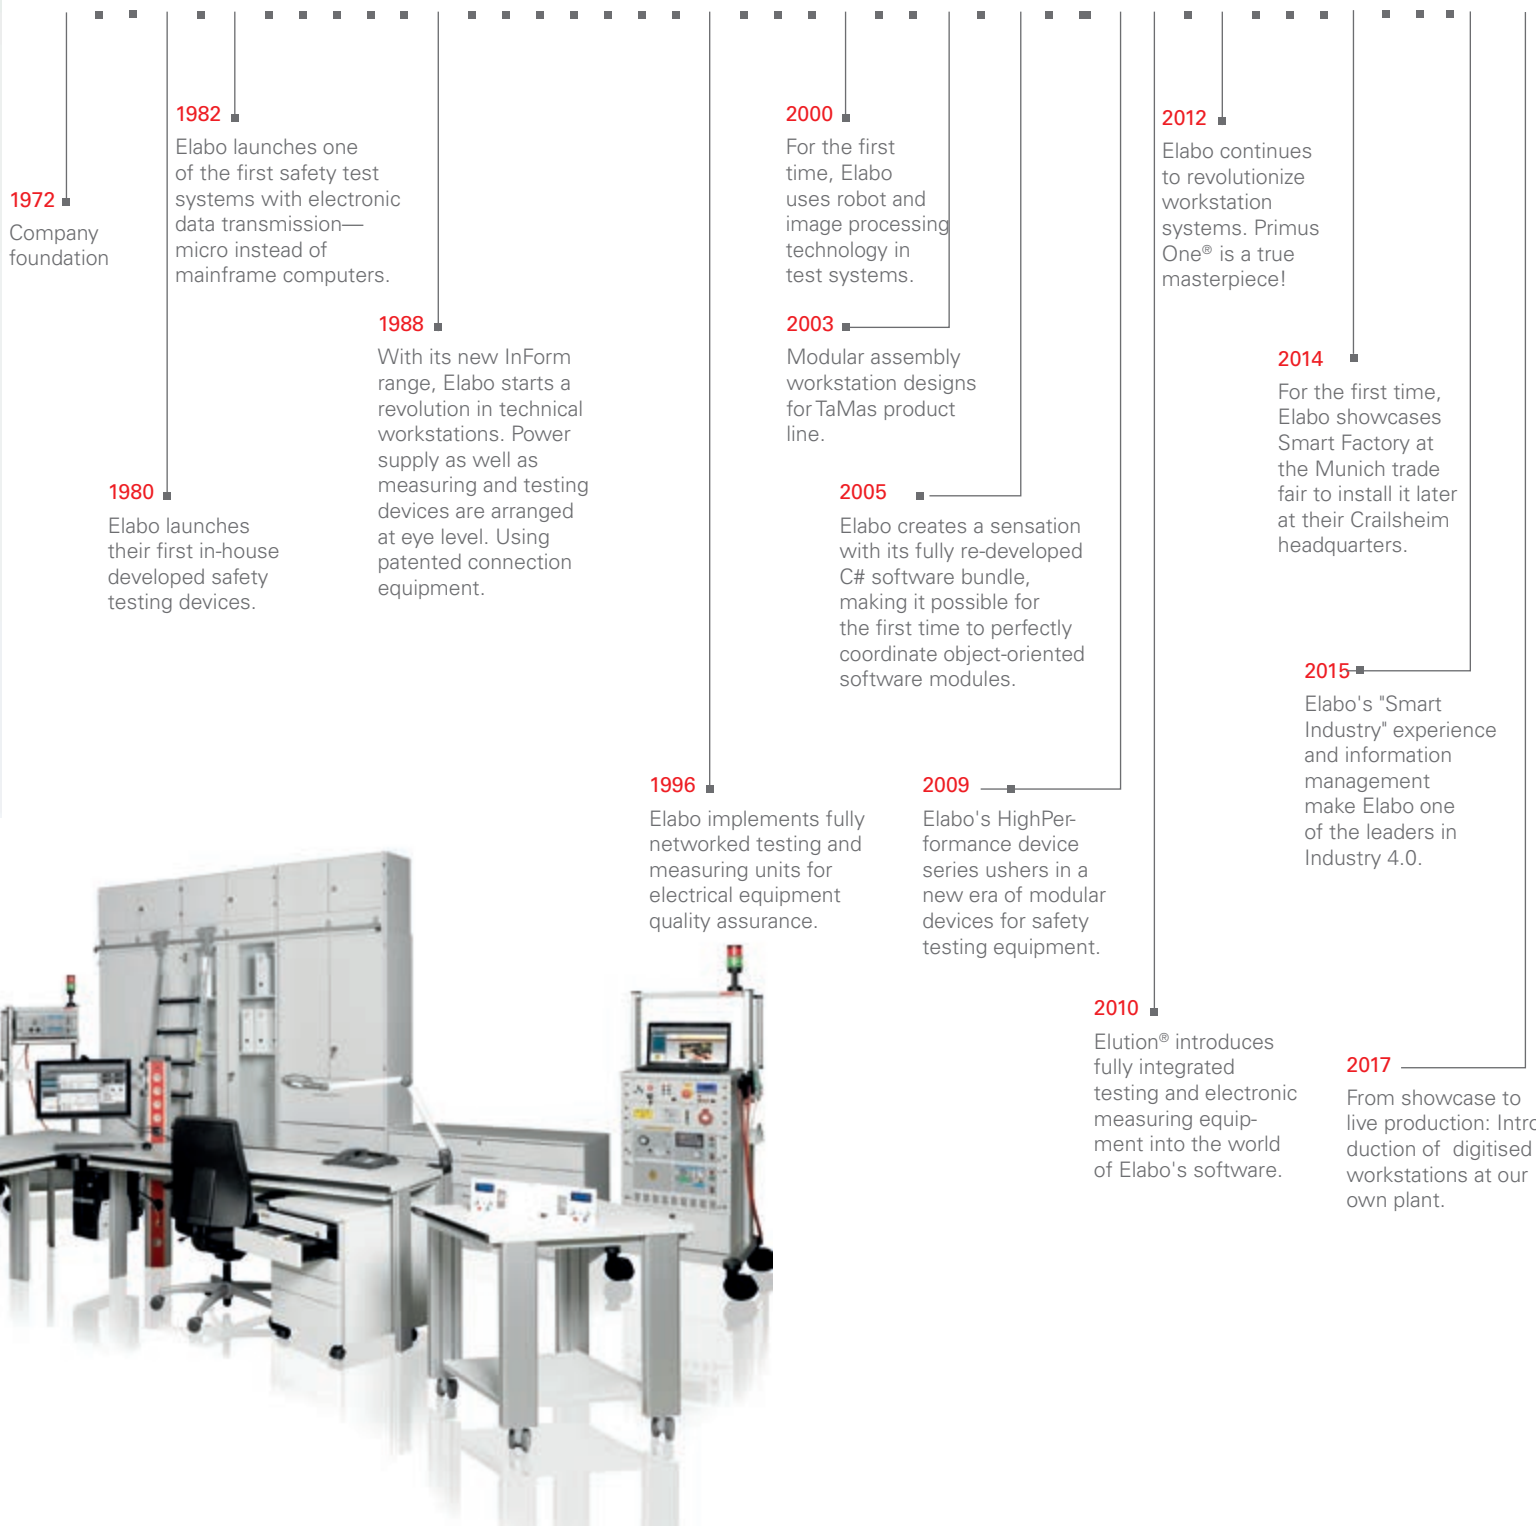 1972
Company
foundation
1980
Elabo launches
their first in-house
developed safety
testing devices.
1982
Elabo launches one
of the first safety test
systems with electronic
data transmission—
micro instead of
mainframe computers.
1988
With its new InForm
range, Elabo starts a
revolution in technical
workstations. Power
supply as well as
measuring and testing
devices are arranged
at eye level. Using
patented connection
equipment.
1996
Elabo implements fully
networked testing and
measuring units for
electrical equipment
quality assurance.
2000
For the first
time, Elabo
uses robot and
image processing
technology in
test systems.
2003
Modular assembly
workstation designs
for TaMas product
line.
2005
Elabo creates a sensation
with its fully re-developed
C# software bundle,
making it possible for
the first time to perfectly
coordinate object-oriented
software modules.
2009
Elabo's HighPer-
formance device
series ushers in a
new era of modular
devices for safety
testing equipment.
2010
Elution® introduces
fully integrated
testing and electronic
measuring equip-
ment into the world
of Elabo's software.
2012
Elabo continues
to revolutionize
workstation
systems. Primus
One® is a true
masterpiece!
2014
For the first time,
Elabo showcases
Smart Factory at
the Munich trade
fair to install it later
at their Crailsheim
headquarters.
2015
Elabo's "Smart
Industry" experience
and information
management
make Elabo one
of the leaders in
Industry 4.0.
2017
From showcase to
live production: Intro
duction of digitised
workstations at our
own plant.